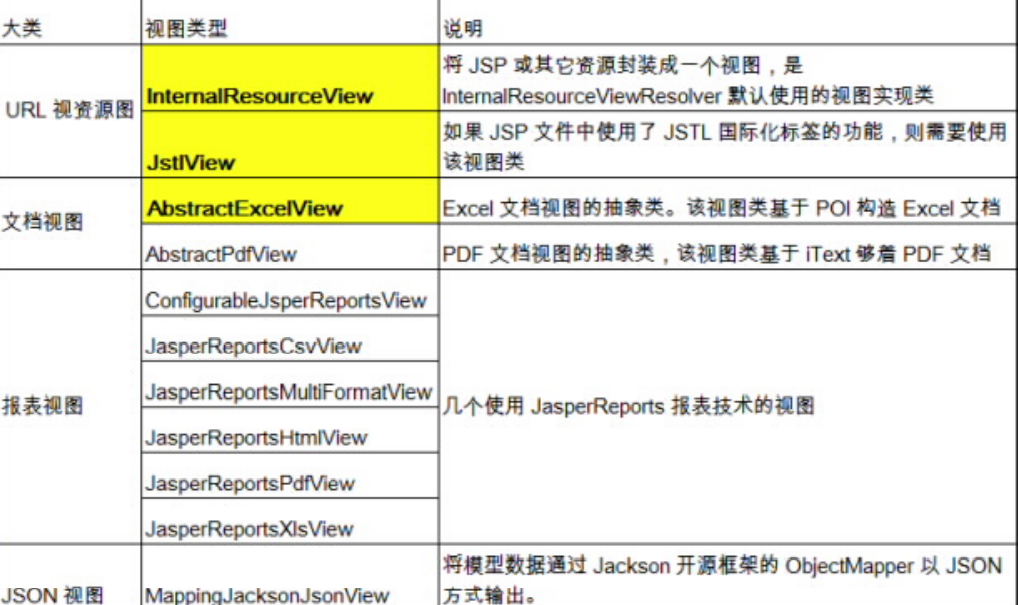 大类 视图类型 说明
URL 视资源图
InternalResourceView
将 JSP 或其它资源封装成一个视图，是
InternalResourceViewResolver 默认使用的视图实现类
JstlView
如果 JSP 文件中使用了 JSTL 国际化标签的功能，则需要使用
该视图类
文档视图
AbstractExcelView
Excel 文档视图的抽象类。该视图类基于 POI 构造 Excel 文档
AbstractPdfView
PDF 文档视图的抽象类，该视图类基于 iText 够着 PDF 文档
报表视图
ConfigurableJsperReportsView
JasperReportsCsvView
JasperReportsMultiFormatView
JasperReportsHtmlView
JasperReportsPdfView
JasperReportsXlsView
几个使用 JasperReports 报表技术的视图
JSON 视图
MappingJacksonJsonView
将模型数据通过 Jackson 开源框架的 ObjectMapper 以 JSON
方式输出。